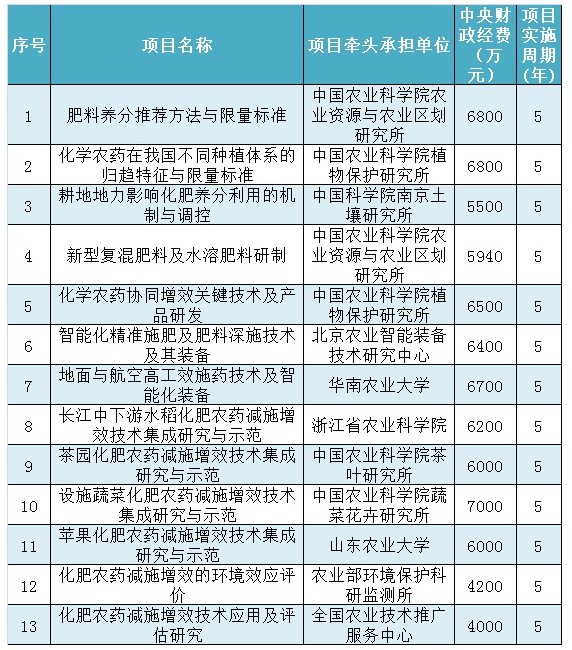 序号 项目名称 项目牵头承担单位 中央财政经费（万元） 项目实施周期(年)
1 肥料养分推荐方法与限量标准 中国农业科学院农业资源与农业区划研究所 6800 5
2 化学农药在我国不同种植体系的归趋特征与限量标准 中国农业科学院植物保护研究所 6800 5
3 耕地地力影响化肥养分利用的机制与调控 中国科学院南京土壤研究所 5500 5
4 新型复混肥料及水溶肥料研制 中国农业科学院农业资源与农业区划研究所 5940 5
5 化学农药协同增效关键技术及产品研发 中国农业科学院植物保护研究所 6500 5
6 智能化精准施肥及肥料深施技术及其装备 北京农业智能装备技术研究中心 6400 5
7 地面与航空高工效施药技术及智能化装备 华南农业大学 6700 5
8 长江中下游水稻化肥农药减施增效技术集成研究与示范 浙江省农业科学院 6200 5
9 茶园化肥农药减施增效技术集成研究与示范 中国农业科学院茶叶研究所 6000 5
10 设施蔬菜化肥农药减施增效技术集成研究与示范 中国农业科学院蔬菜花卉研究所 7000 5
11 苹果化肥农药减施增效技术集成研究与示范 山东农业大学 6000 5
12 化肥农药减施增效的环境效应评价 农业部环境保护科研监测所 4200 5
13 化肥农药减施增效技术应用及评估研究 全国农业技术推广服务中心 4000 5